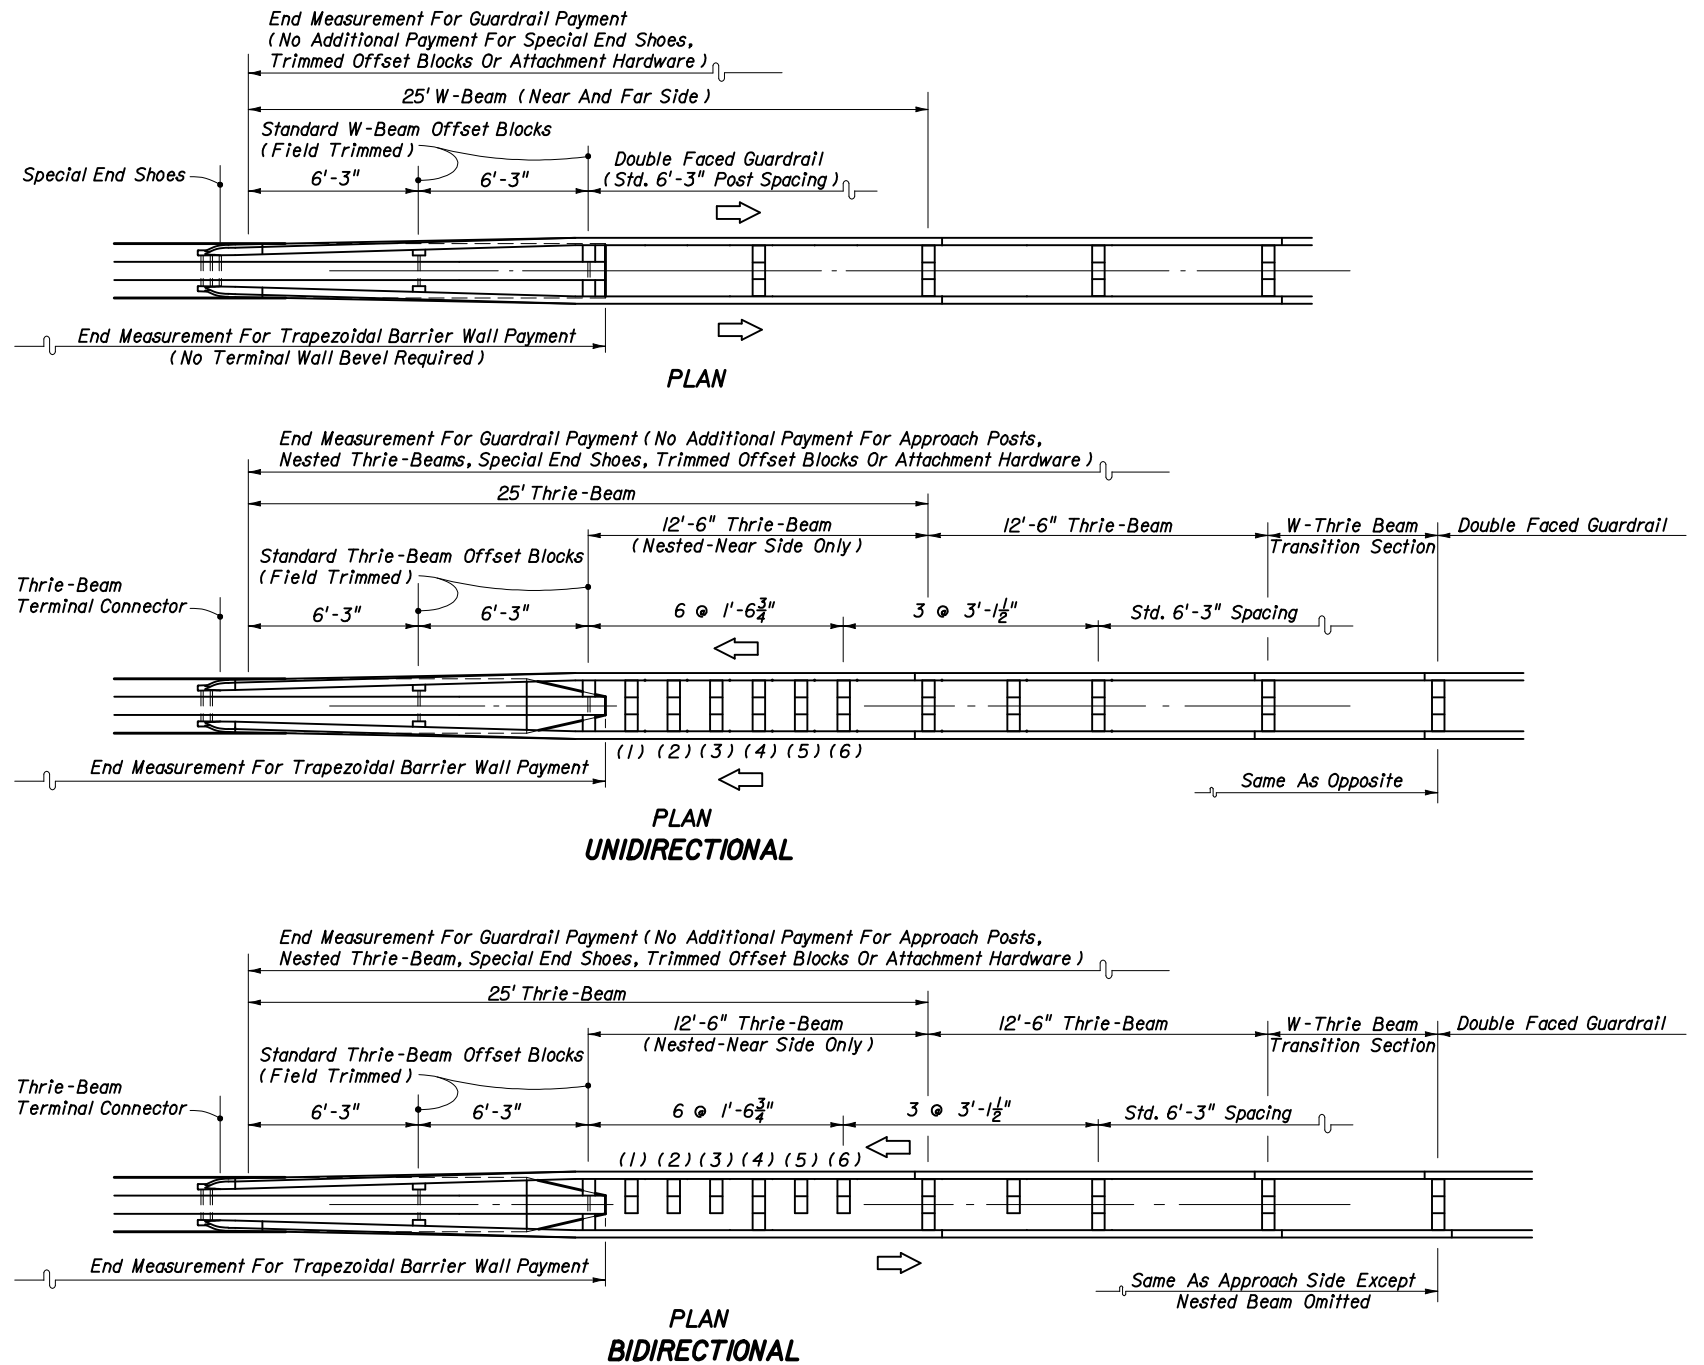 End Measurement For Guardrail Payment
(No Additional Payment For Special End Shoes,
Trimmed Offset Blocks Or Attachment Hardware)
25' W-Beam (Near And Far Side)
Standard W-Beam Offset Blocks
(Field Trimmed)
Double Faced Guardrail
(Std. 6'-3" Post Spacing)
Special End Shoes
6'-3"
6'-3"
End Measurement For Trapezoidal Barrier Wall Payment
(No Terminal Wall Bevel Required)
PLAN
End Measurement For Guardrail Payment (No Additional Payment For Approach Posts,
Nested Thrie-Beams, Special End Shoes, Trimmed Offset Blocks Or Attachment Hardware)
25' Thrie-Beam
12'-6" Thrie-Beam
(Nested-Near Side Only)
12'-6" Thrie-Beam
W-Thrie Beam
Transition Section
Double Faced Guardrail
Standard Thrie-Beam Offset Blocks
(Field Trimmed)
Thrie-Beam
Terminal Connector
6'-3"
6'-3"
6 @ 1'-6 3/4"
3 @ 3'-1 1/2"
Std. 6'-3" Spacing
(1) (2) (3) (4) (5) (6)
End Measurement For Trapezoidal Barrier Wall Payment
Same As Opposite
PLAN
UNIDIRECTIONAL
End Measurement For Guardrail Payment (No Additional Payment For Approach Posts,
Nested Thrie-Beam, Special End Shoes, Trimmed Offset Blocks Or Attachment Hardware)
25' Thrie-Beam
12'-6" Thrie-Beam
(Nested-Near Side Only)
12'-6" Thrie-Beam
W-Thrie Beam
Transition Section
Double Faced Guardrail
Standard Thrie-Beam Offset Blocks
(Field Trimmed)
Thrie-Beam
Terminal Connector
6'-3"
6'-3"
6 @ 1'-6 3/4"
3 @ 3'-1 1/2"
Std. 6'-3" Spacing
(1) (2) (3) (4) (5) (6)
End Measurement For Trapezoidal Barrier Wall Payment
Same As Approach Side Except
Nested Beam Omitted
PLAN
BIDIRECTIONAL